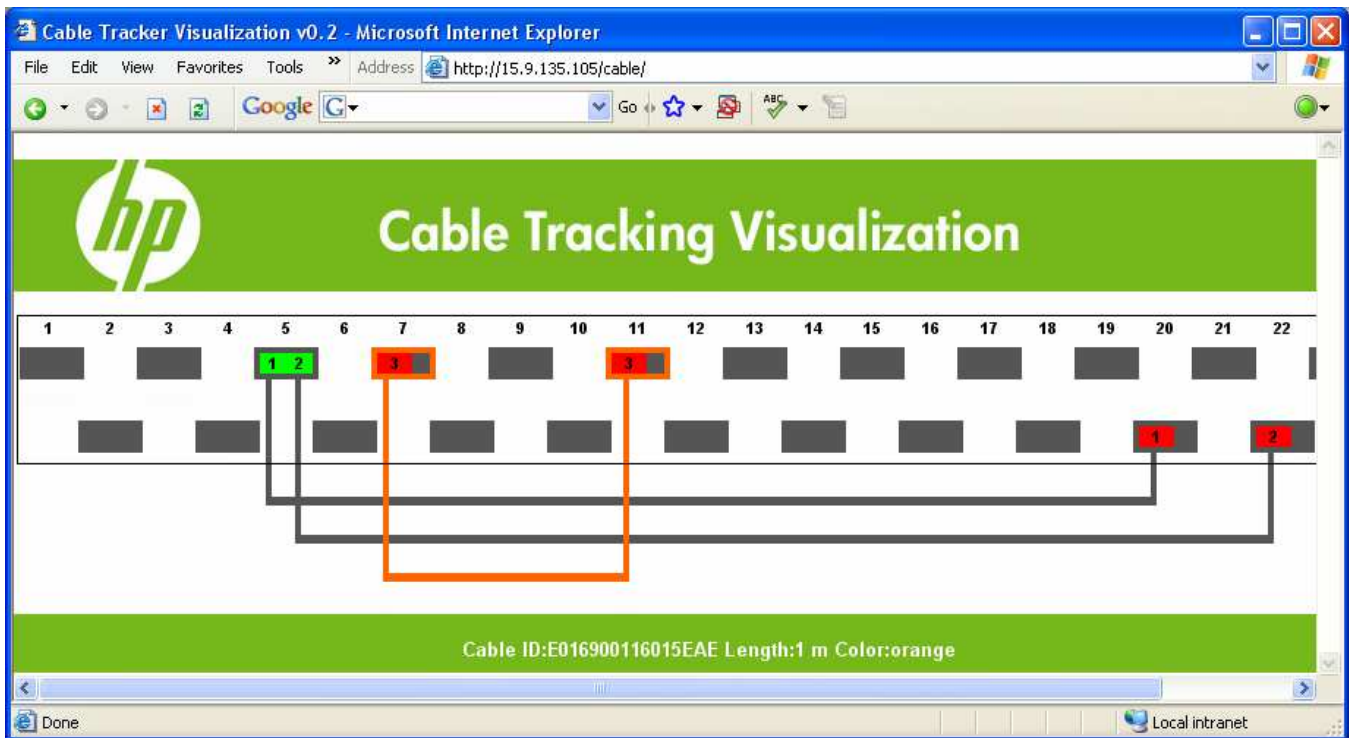 Cable Tracker Visualization v0.2 - Microsoft Internet Explorer
File Edit View Favorites Tools » Address http://15.9.135.105/cable/
Google G Go ABC
hp Cable Tracking Visualization
1 2 3 4 5 6 7 8 9 10 11 12 13 14 15 16 17 18 19 20 21 22
1 2 3 3
1 2
Cable ID:E016900116015EAE Length:1 m Color:orange
Done Local intranet